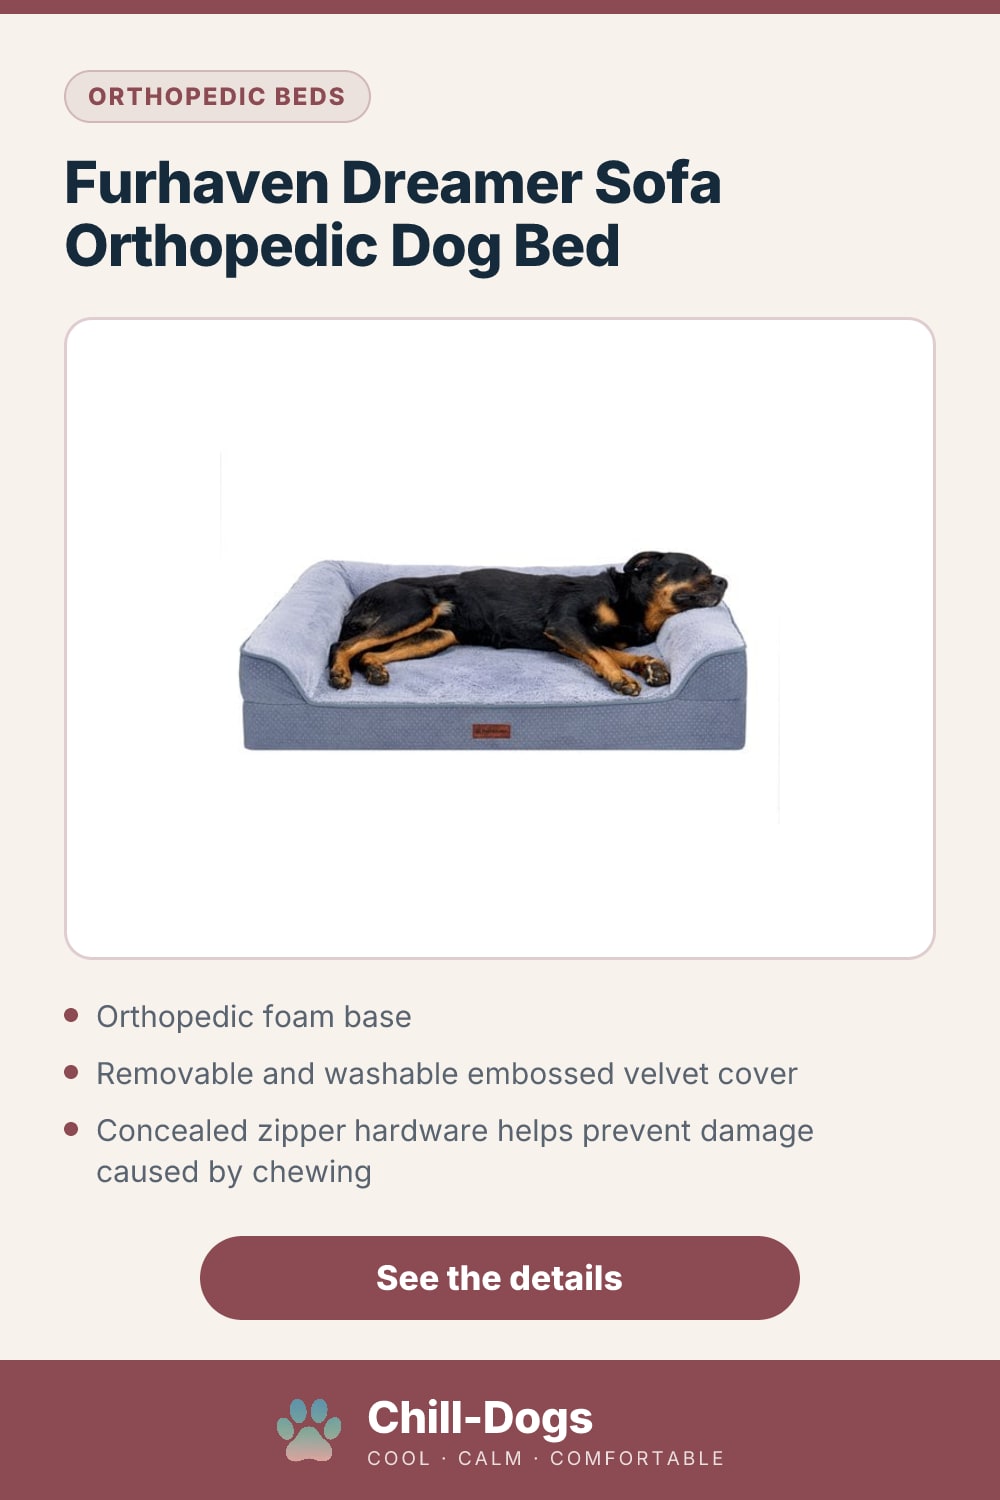 ORTHOPEDIC BEDS
Furhaven Dreamer Sofa
Orthopedic Dog Bed
Orthopedic foam base
Removable and washable embossed velvet cover
Concealed zipper hardware helps prevent damage
caused by chewing
See the details
Chill-Dogs
COOL · CALM · COMFORTABLE